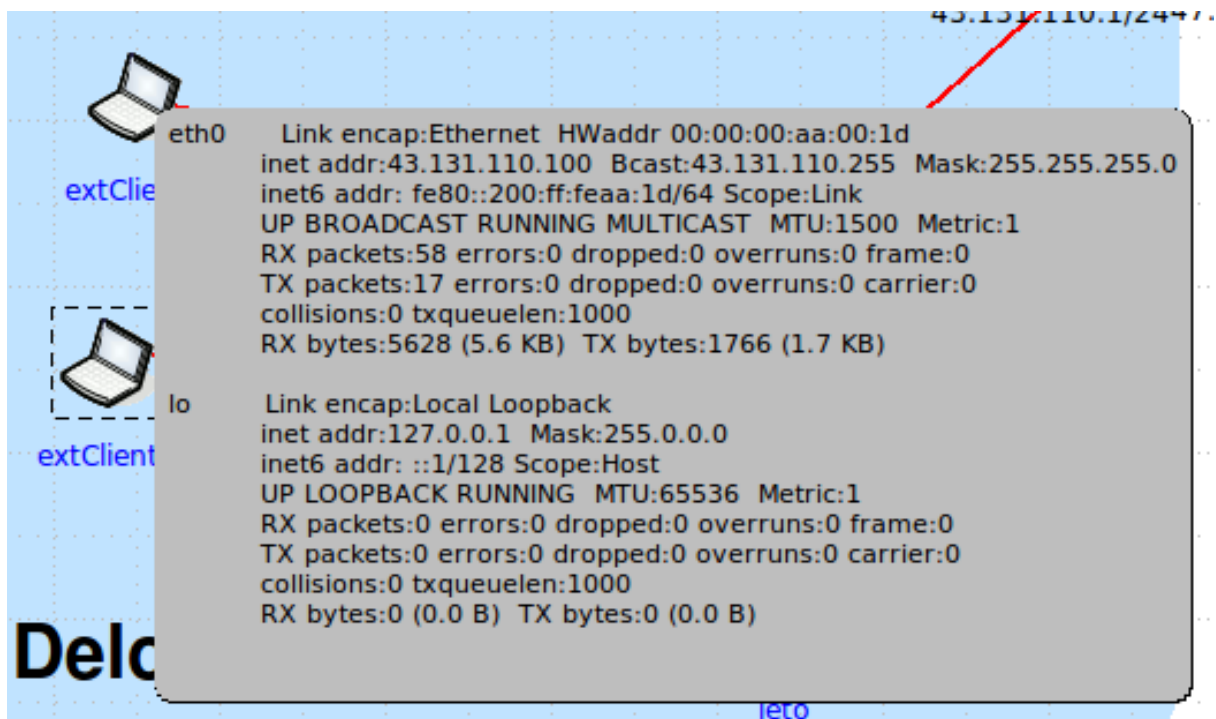 43.131.110.1/2447.
extClie
eth0 Link encap:Ethernet HWaddr 00:00:00:aa:00:1d
inet addr:43.131.110.100 Bcast:43.131.110.255 Mask:255.255.255.0
inet6 addr: fe80::200:ff:feaa:1d/64 Scope:Link
UP BROADCAST RUNNING MULTICAST MTU:1500 Metric:1
RX packets:58 errors:0 dropped:0 overruns:0 frame:0
TX packets:17 errors:0 dropped:0 overruns:0 carrier:0
collisions:0 txqueuelen:1000
RX bytes:5628 (5.6 KB) TX bytes:1766 (1.7 KB)
lo Link encap:Local Loopback
inet addr:127.0.0.1 Mask:255.0.0.0
extClient
inet6 addr: ::1/128 Scope:Host
UP LOOPBACK RUNNING MTU:65536 Metric:1
RX packets:0 errors:0 dropped:0 overruns:0 frame:0
TX packets:0 errors:0 dropped:0 overruns:0 carrier:0
collisions:0 txqueuelen:1000
RX bytes:0 (0.0 B) TX bytes:0 (0.0 B)
Delo
leto